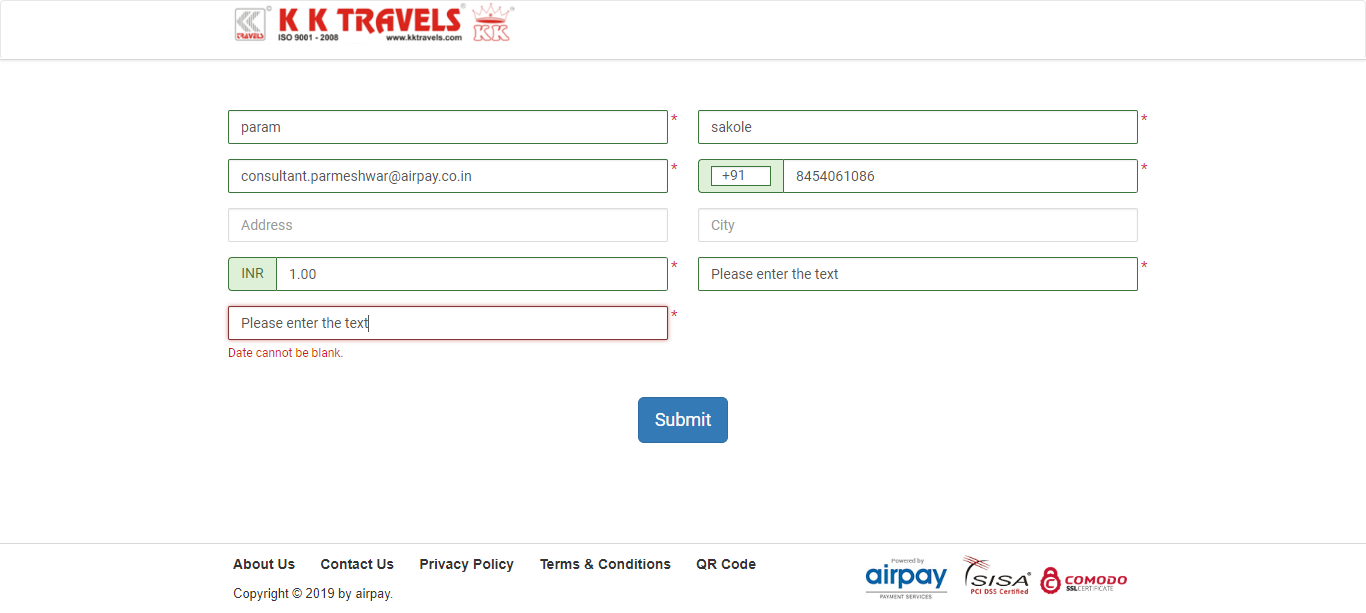 TRAVELS
K K TRAVELS
ISO 9001 - 2008 www.kktravels.com
KK
param *
sakole *
consultant.parmeshwar@airpay.co.in *
+91 8454061086 *
Address
City
INR 1.00 *
Please enter the text *
Please enter the text *
Date cannot be blank.
Submit
About Us Contact Us Privacy Policy Terms & Conditions QR Code
Copyright © 2019 by airpay.
Powered by
airpay
PAYMENT SERVICES
SISA
PCI DSS Certified
COMODO
SSL CERTIFICATE